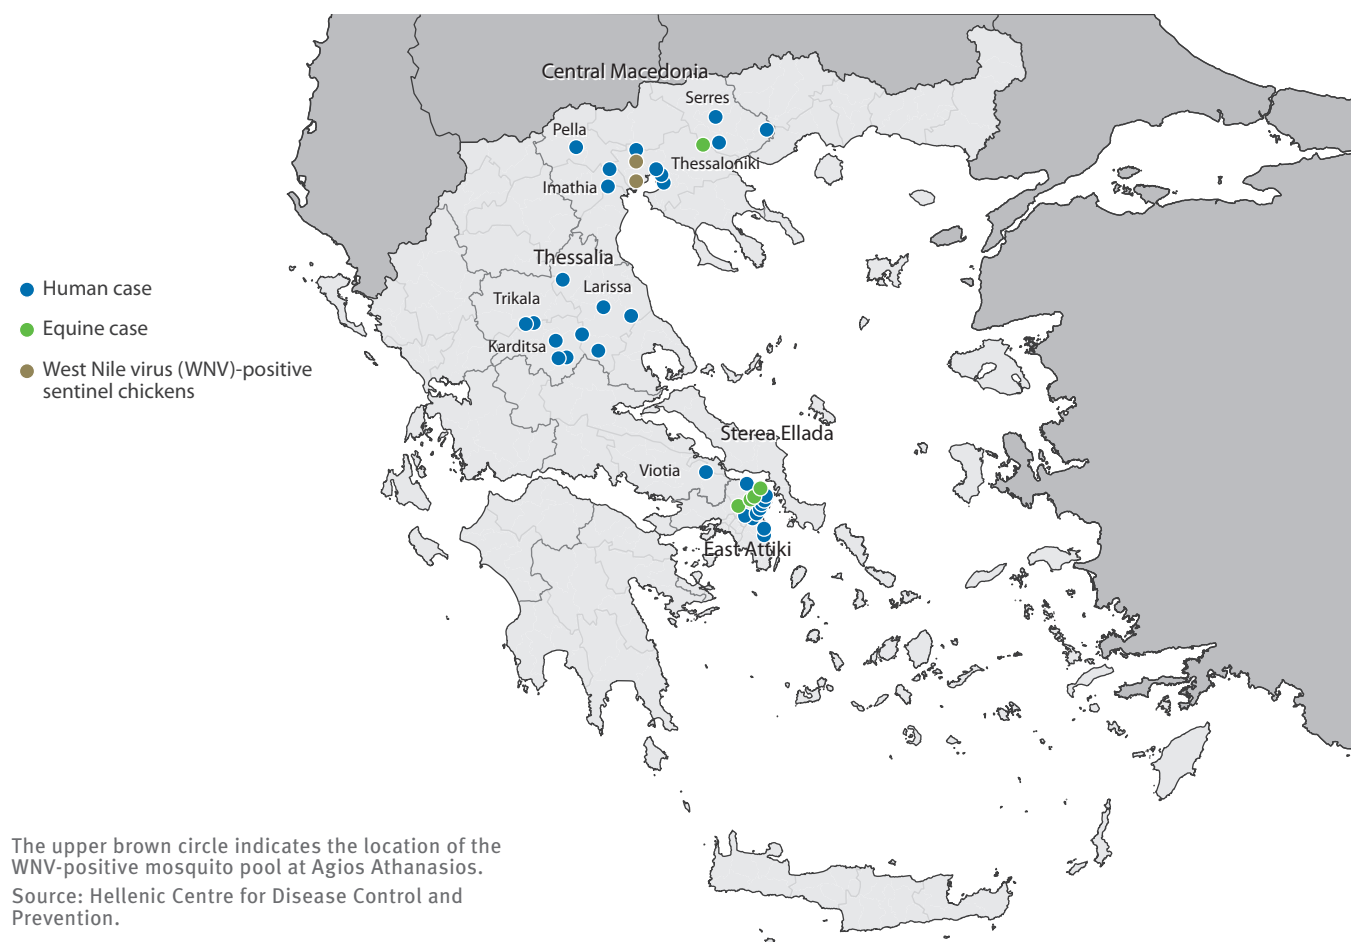 Central Macedonia
Serres
Pella
Thessaloniki
Imathia
Thessalia
Larissa
Trikala
Karditsa
Human case
Equine case
West Nile virus (WNV)-positive
sentinel chickens
Sterea Ellada
Viotia
East Attiki
The upper brown circle indicates the location of the
WNV-positive mosquito pool at Agios Athanasios.
Source: Hellenic Centre for Disease Control and
Prevention.